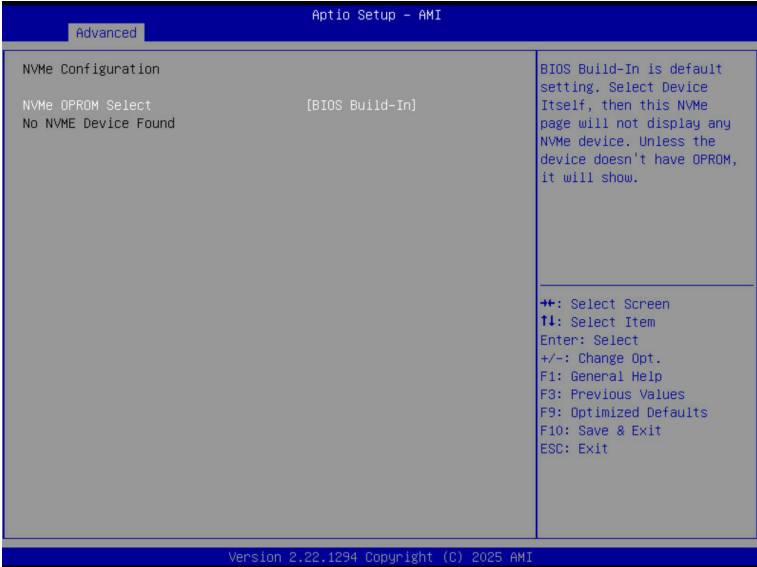 Aptio Setup – AMI
Advanced
NVMe Configuration
NVMe OPROM Select [BIOS Build-In]
No NVME Device Found
BIOS Build-In is default
setting. Select Device
Itself, then this NVMe
page will not display any
NVMe device. Unless the
device doesn't have OPROM,
it will show.
→←: Select Screen
↑↓: Select Item
Enter: Select
+/-: Change Opt.
F1: General Help
F3: Previous Values
F9: Optimized Defaults
F10: Save & Exit
ESC: Exit
Version 2.22.1294 Copyright (C) 2025 AMI